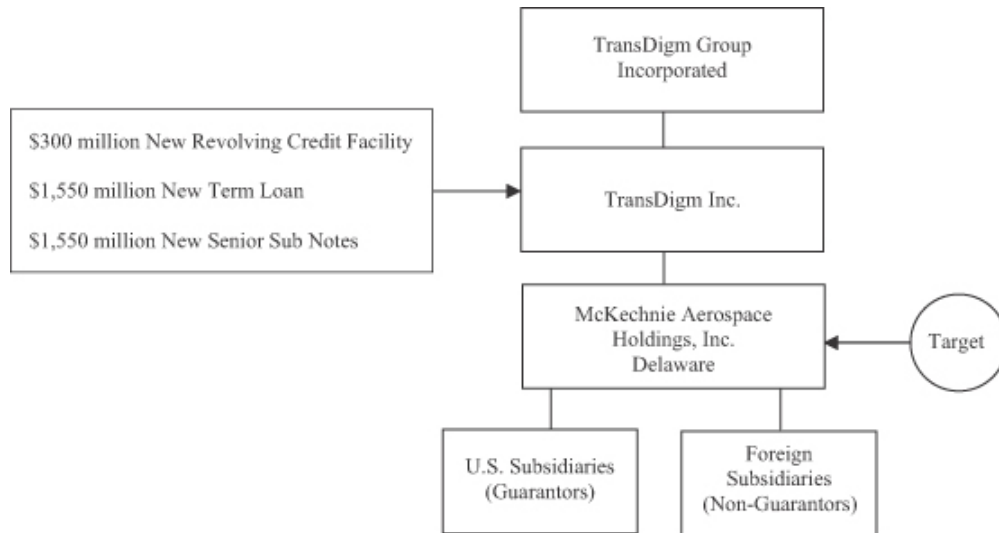 TransDigm Group
Incorporated
$300 million New Revolving Credit Facility
$1,550 million New Term Loan
$1,550 million New Senior Sub Notes
TransDigm Inc.
McKechnie Aerospace
Holdings, Inc.
Delaware
Target
U.S. Subsidiaries
(Guarantors)
Foreign
Subsidiaries
(Non-Guarantors)